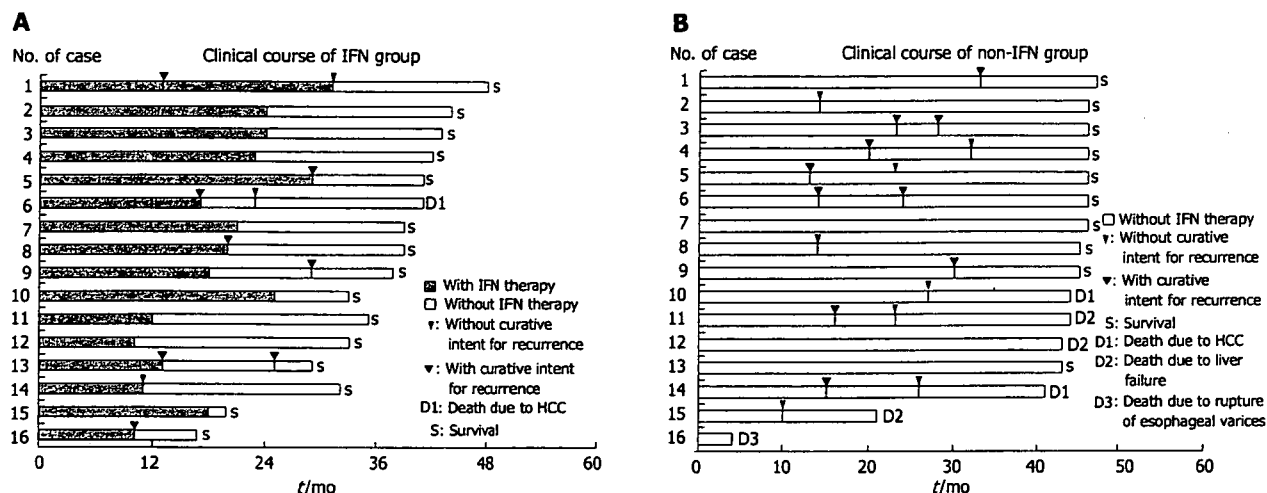 A
No. of case
Clinical course of IFN group
1
S
2
S
3
S
4
S
5
S
6
D1
7
S
8
S
9
S
10
S
11
S
12
S
13
S
14
S
15
S
16
S
With IFN therapy
Without IFN therapy
: Without curative
intent for recurrence
: With curative intent
for recurrence
D1: Death due to HCC
S: Survival
0 12 24 36 48 60
t/mo
B
No. of case
Clinical course of non-IFN group
1
S
2
S
3
S
4
S
5
S
6
S
7
S
8
S
9
S
10
D1
11
D2
12
D2
13
S
14
D1
15
D2
16
D3
Without IFN therapy
: Without curative
intent for recurrence
: With curative
intent for recurrence
S: Survival
D1: Death due to HCC
D2: Death due to liver
failure
D3: Death due to rupture
of esophageal varices
0 10 20 30 40 50 60
t/mo